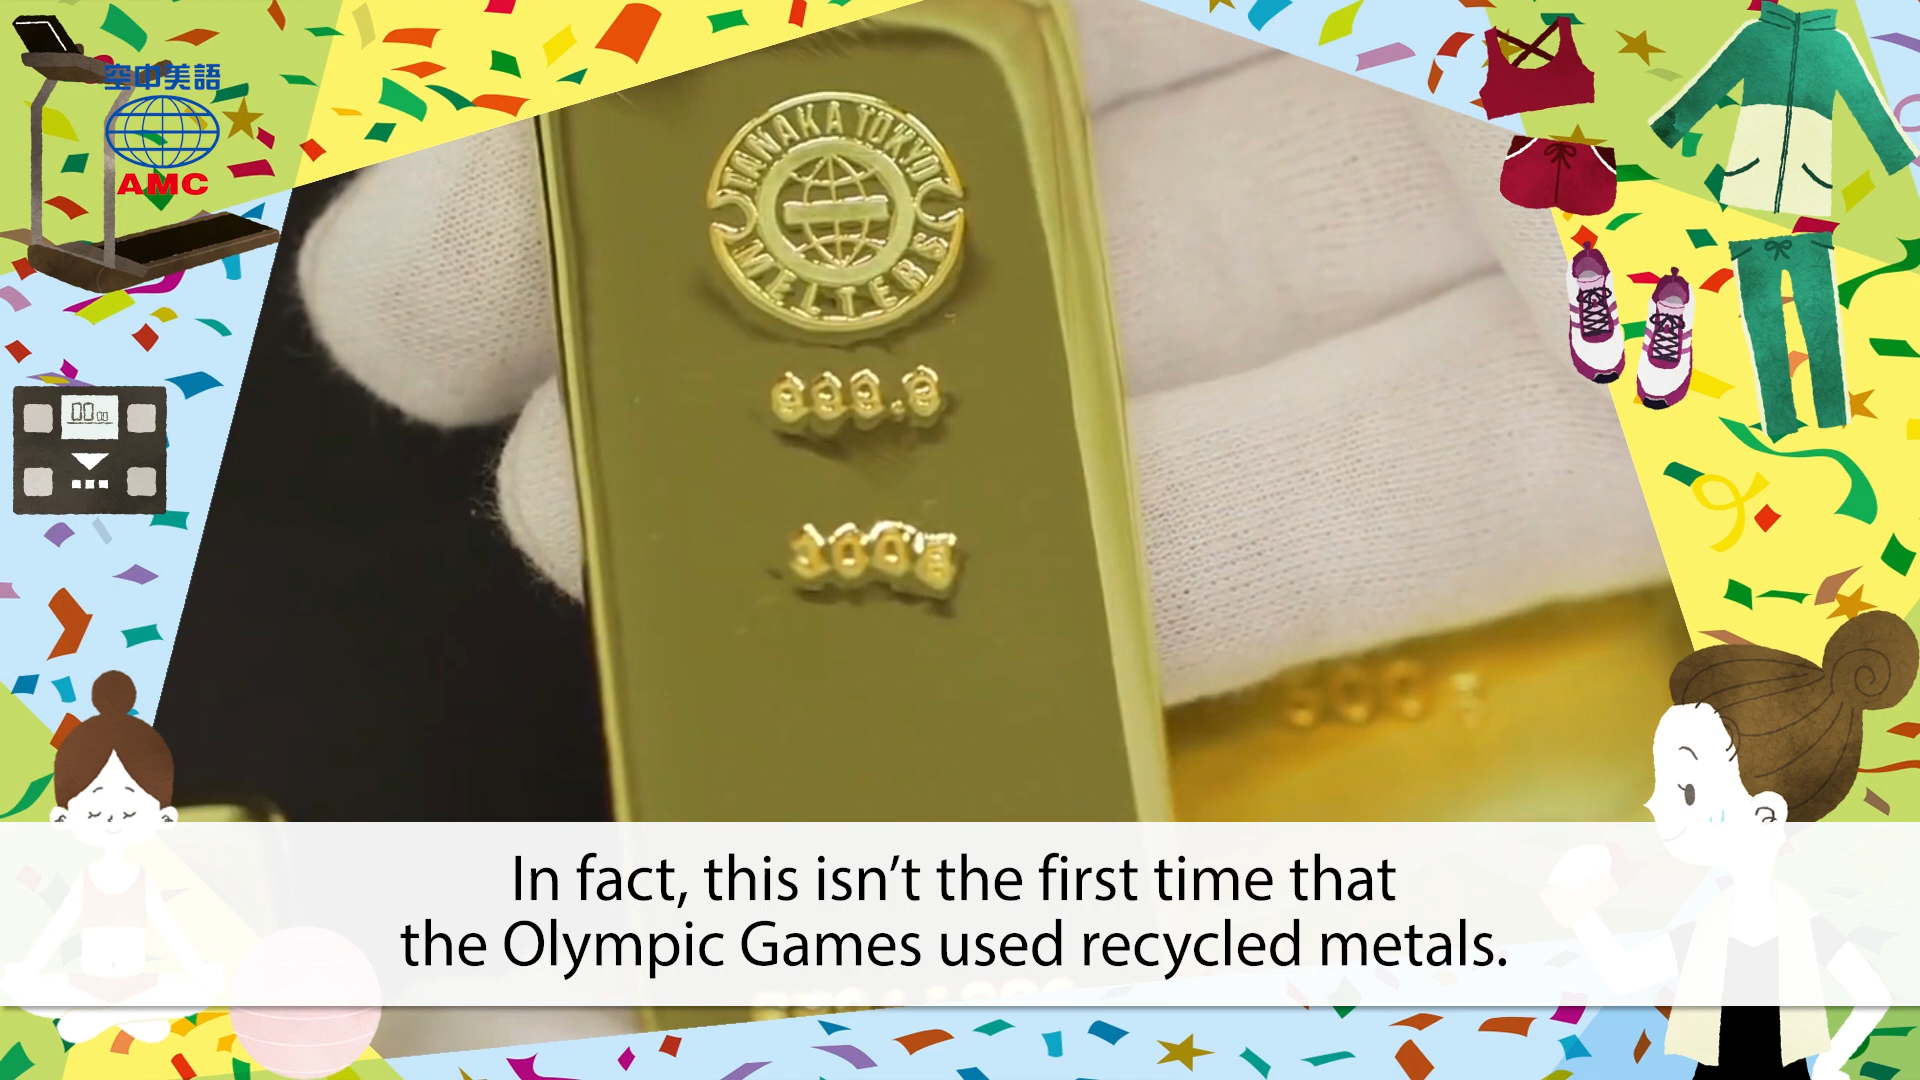 空中美語
AMC
TANAKA TOKYO
MELTERS
999.9
500
In fact, this isn’t the first time that
the Olympic Games used recycled metals.